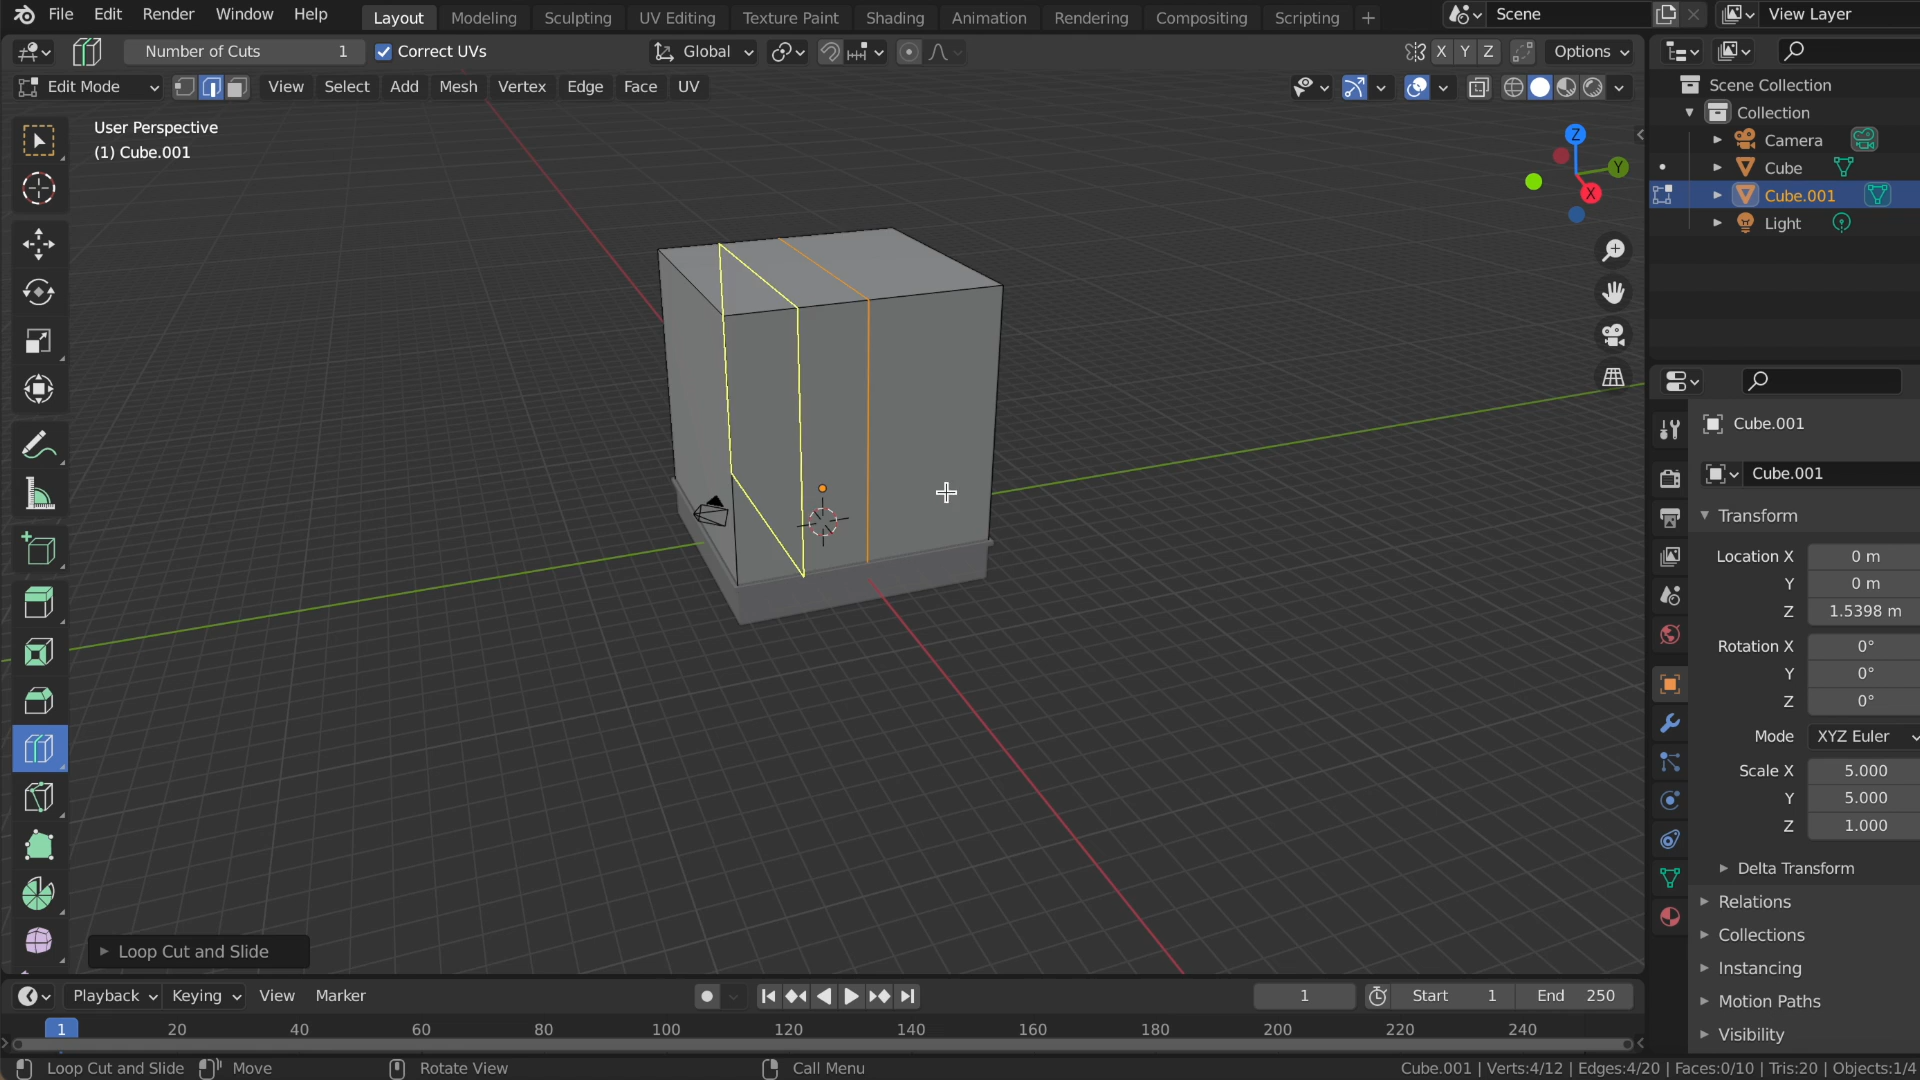 File Edit Render Window Help Layout Modeling Sculpting UV Editing Texture Paint Shading Animation Rendering Compositing Scripting + Scene View Layer
Number of Cuts 1 Correct UVs Global X Y Z Options
Edit Mode View Select Add Mesh Vertex Edge Face UV
User Perspective
(1) Cube.001
Z
Y
X
Scene Collection
Collection
Camera
Cube
Cube.001
Light
Cube.001
Cube.001
Transform
Location X 0 m
Y 0 m
Z 1.5398 m
Rotation X 0°
Y 0°
Z 0°
Mode XYZ Euler
Scale X 5.000
Y 5.000
Z 1.000
Delta Transform
Relations
Collections
Instancing
Motion Paths
Visibility
Loop Cut and Slide
Playback Keying View Marker 1 Start 1 End 250
1 20 40 60 80 100 120 140 160 180 200 220 240
Loop Cut and Slide Move Rotate View Call Menu Cube.001 | Verts:4/12 | Edges:4/20 | Faces:0/10 | Tris:20 | Objects:1/4